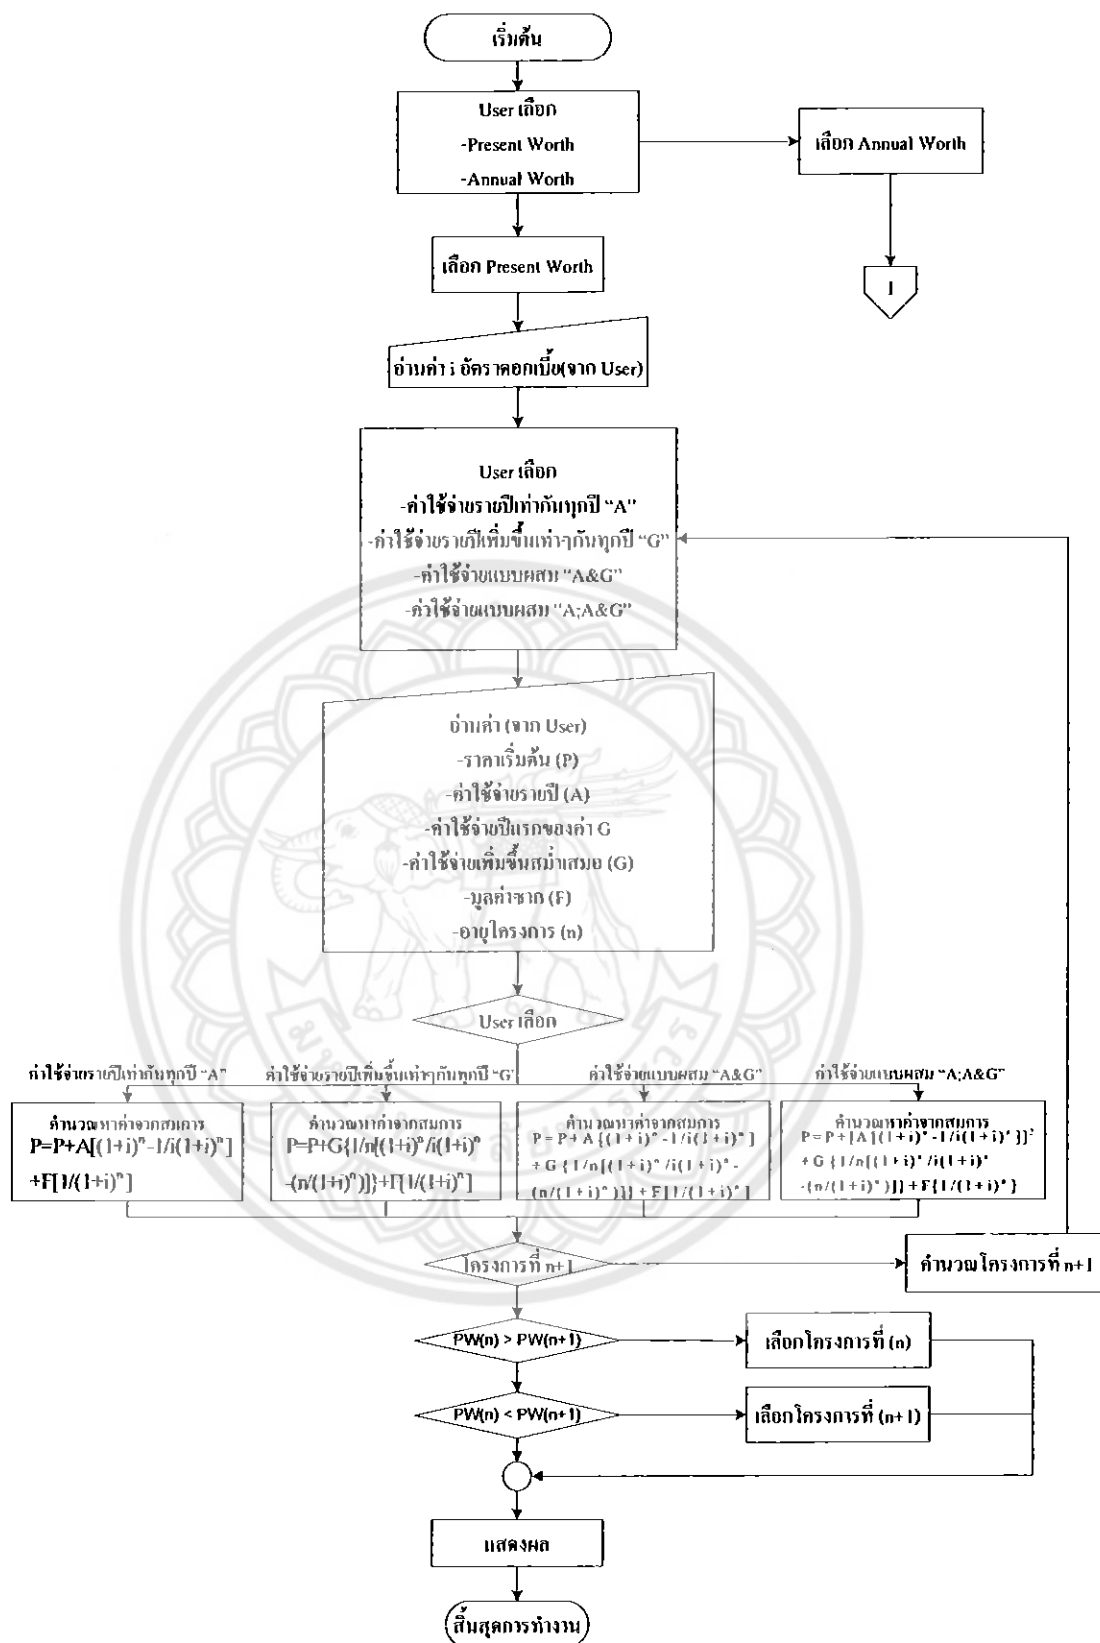 เริ่มต้น
User เลือก
-Present Worth
-Annual Worth
เลือก Annual Worth
เลือก Present Worth
1
อ่านค่า i อัตราดอกเบี้ย(จาก User)
User เลือก
-ค่าใช้จ่ายรายปีเท่ากันทุกปี “A”
-ค่าใช้จ่ายรายปีเพิ่มขึ้นเท่าๆกันทุกปี “G”
-ค่าใช้จ่ายแบบผสม “A&G”
-ค่าใช้จ่ายแบบผสม “A;A&G”
อ่านค่า (จาก User)
-ราคาเริ่มต้น (P)
-ค่าใช้จ่ายรายปี (A)
-ค่าใช้จ่ายปีแรกของค่า G
-ค่าใช้จ่ายเพิ่มขึ้นสม่ำเสมอ (G)
-มูลค่าซาก (F)
-อายุโครงการ (n)
User เลือก
ค่าใช้จ่ายรายปีเท่ากันทุกปี “A”
ค่าใช้จ่ายรายปีเพิ่มขึ้นเท่าๆกันทุกปี “G”
ค่าใช้จ่ายแบบผสม “A&G”
ค่าใช้จ่ายแบบผสม “A;A&G”
คำนวณหาค่าจากสมการ
P=P+A[(1+i)ⁿ-1/i(1+i)ⁿ]
+F[1/(1+i)ⁿ]
คำนวณหาค่าจากสมการ
P=P+G{1/n[(1+i)ⁿ/i(1+i)ⁿ
-(n/(1+i)ⁿ)]}+F[1/(1+i)ⁿ]
คำนวณหาค่าจากสมการ
P=P+A{(1+i)ⁿ-1/i(1+i)ⁿ]
+G{1/n[(1+i)ⁿ/i(1+i)ⁿ-
(n/(1+i)ⁿ)]}+F[1/(1+i)ⁿ]
คำนวณหาค่าจากสมการ
P=P+[A[(1+i)ⁿ-1/i(1+i)ⁿ)]]²
+G{1/n[(1+i)ⁿ/i(1+i)ⁿ
-(n/(1+i)ⁿ)]}+F{1/(1+i)ⁿ}
โครงการที่ n+1
คำนวณโครงการที่ n+1
PW(n) > PW(n+1)
เลือกโครงการที่ (n)
PW(n) < PW(n+1)
เลือกโครงการที่ (n+1)
แสดงผล
สิ้นสุดการทำงาน